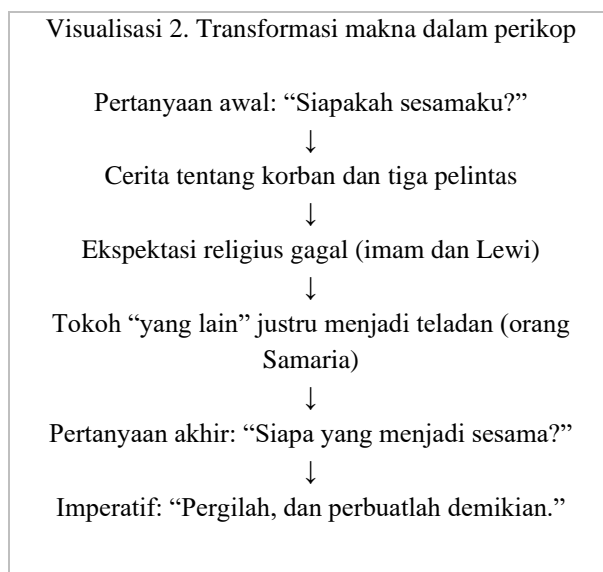 Visualisasi 2. Transformasi makna dalam perikop
Pertanyaan awal: “Siapakah sesamaku?”
↓
Cerita tentang korban dan tiga pelintas
↓
Ekspektasi religius gagal (imam dan Lewi)
↓
Tokoh “yang lain” justru menjadi teladan (orang
Samaria)
↓
Pertanyaan akhir: “Siapa yang menjadi sesama?”
↓
Imperatif: “Pergilah, dan perbuatlah demikian.”